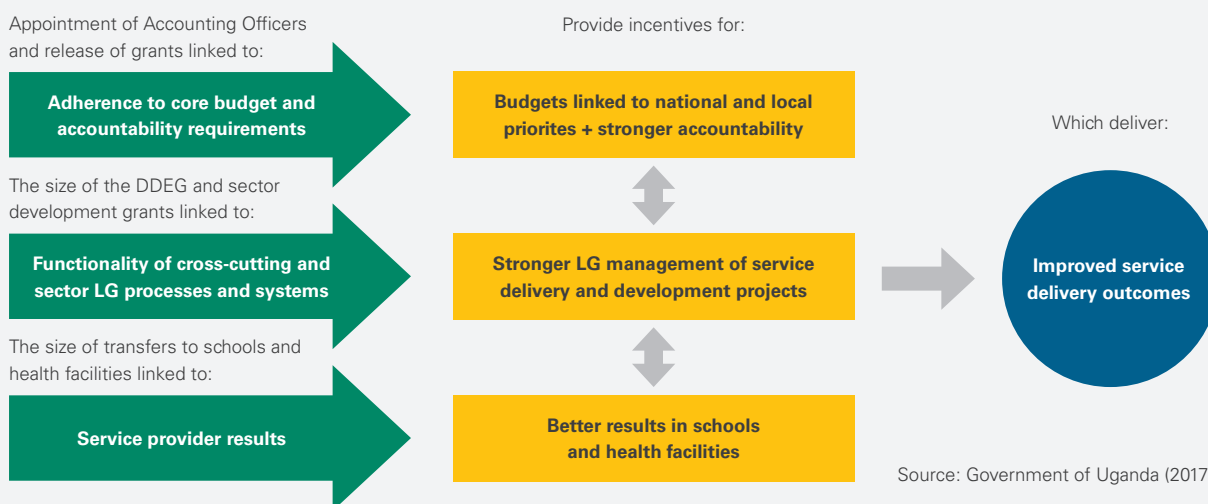 Appointment of Accounting Officers
and release of grants linked to:
Adherence to core budget and
accountability requirements
The size of the DDEG and sector
development grants linked to:
Functionality of cross-cutting and
sector LG processes and systems
The size of transfers to schools and
health facilities linked to:
Service provider results
Provide incentives for:
Budgets linked to national and local
priorites + stronger accountability
Stronger LG management of service
delivery and development projects
Better results in schools
and health facilities
Which deliver:
Improved service
delivery outcomes
Source: Government of Uganda (2017